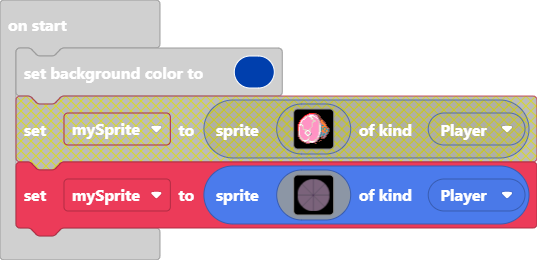 on start
set background color to
set mySprite to sprite of kind Player
set mySprite to sprite of kind Player